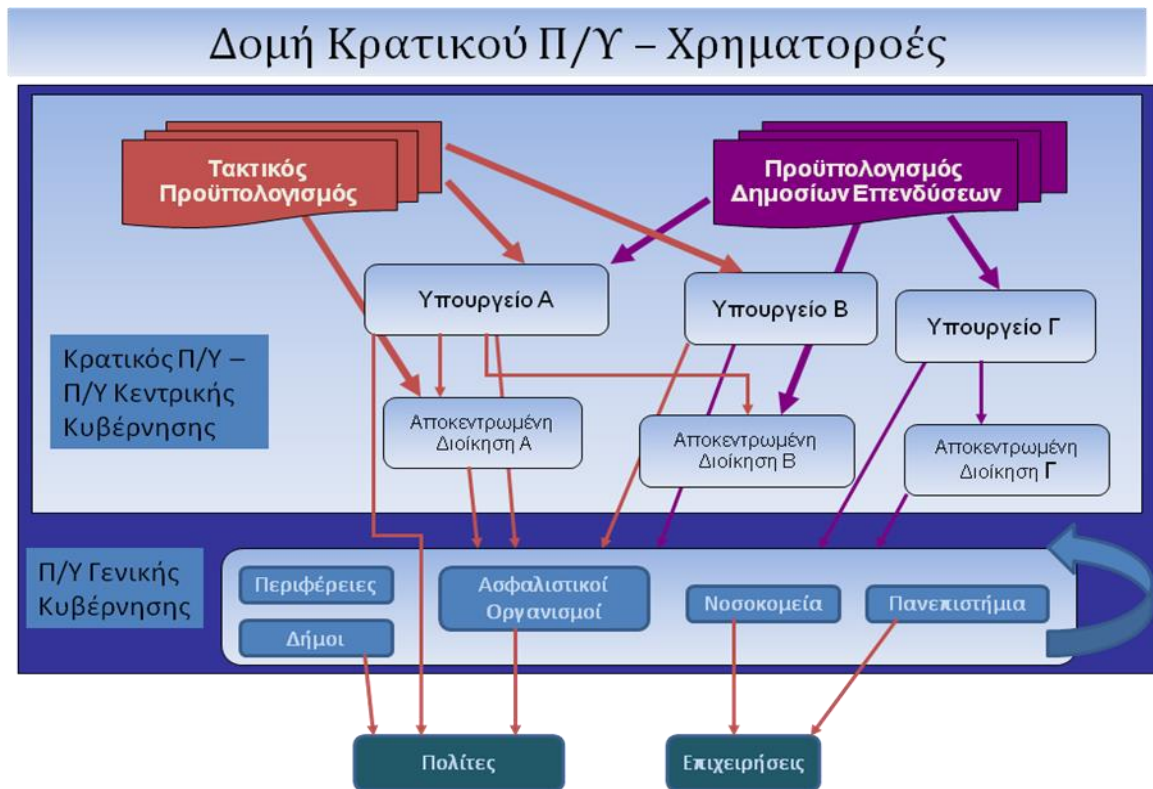 Δομή Κρατικού Π/Υ – Χρηματοροές
Τακτικός
Προϋπολογισμός
Προϋπολογισμός
Δημοσίων Επενδύσεων
Υπουργείο Α
Υπουργείο Β
Υπουργείο Γ
Κρατικός Π/Υ –
Π/Υ Κεντρικής
Κυβέρνησης
Αποκεντρωμένη
Διοίκηση Α
Αποκεντρωμένη
Διοίκηση Β
Αποκεντρωμένη
Διοίκηση Γ
Π/Υ Γενικής
Κυβέρνησης
Περιφέρειες
Δήμοι
Ασφαλιστικοί
Οργανισμοί
Νοσοκομεία
Πανεπιστήμια
Πολίτες
Επιχειρήσεις